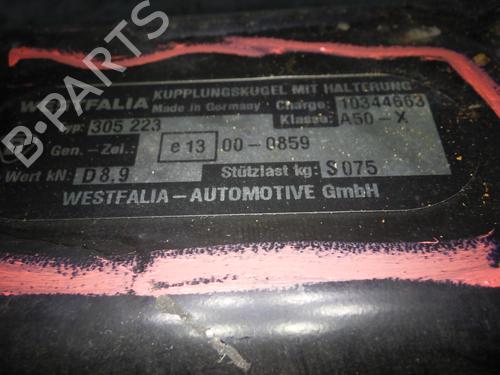 B-PARTS
KUPPLUNGSKUGEL MIT HALTERUNG
WESTFALIA Made in Germany Charge: 10344663
Typ: 305 223 Klasse: A50-X
Gen.-Zei.: e 13 00-0859
Wert kN: D 8,9 Stützlast kg: S 075
WESTFALIA-AUTOMOTIVE GmbH